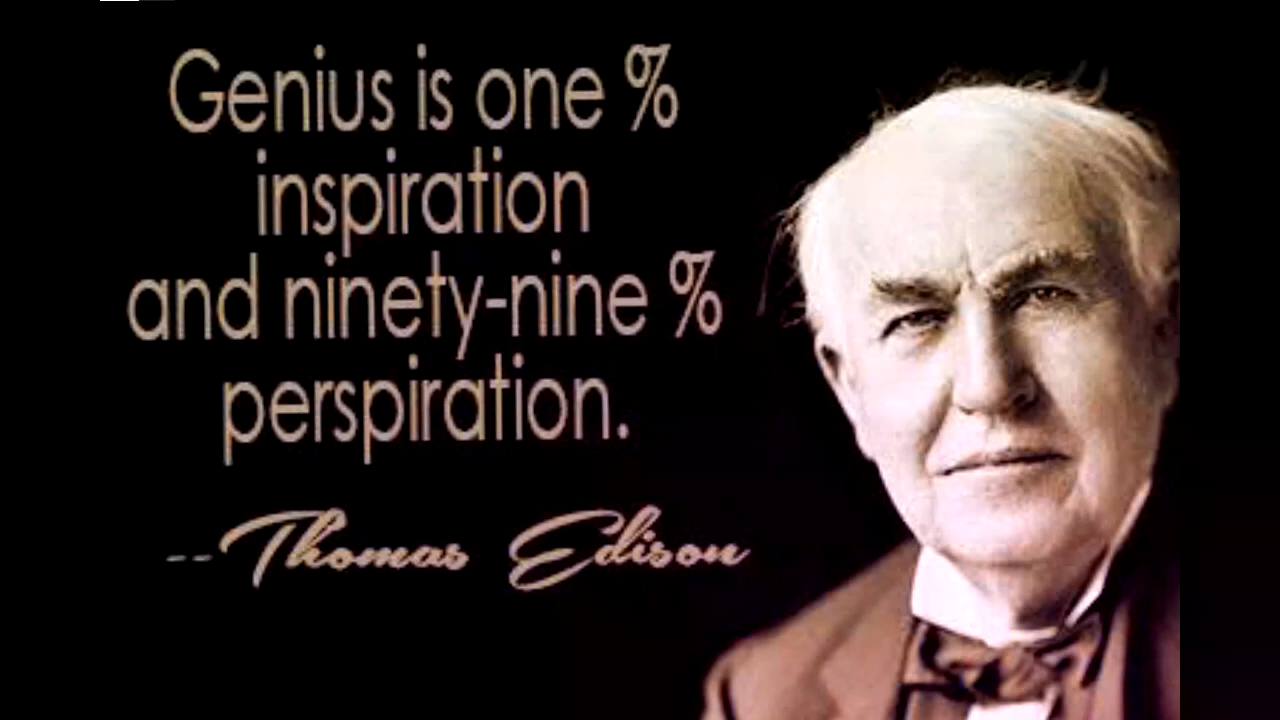 Genius is one %
inspiration
and ninety-nine %
perspiration.
--Thomas Edison